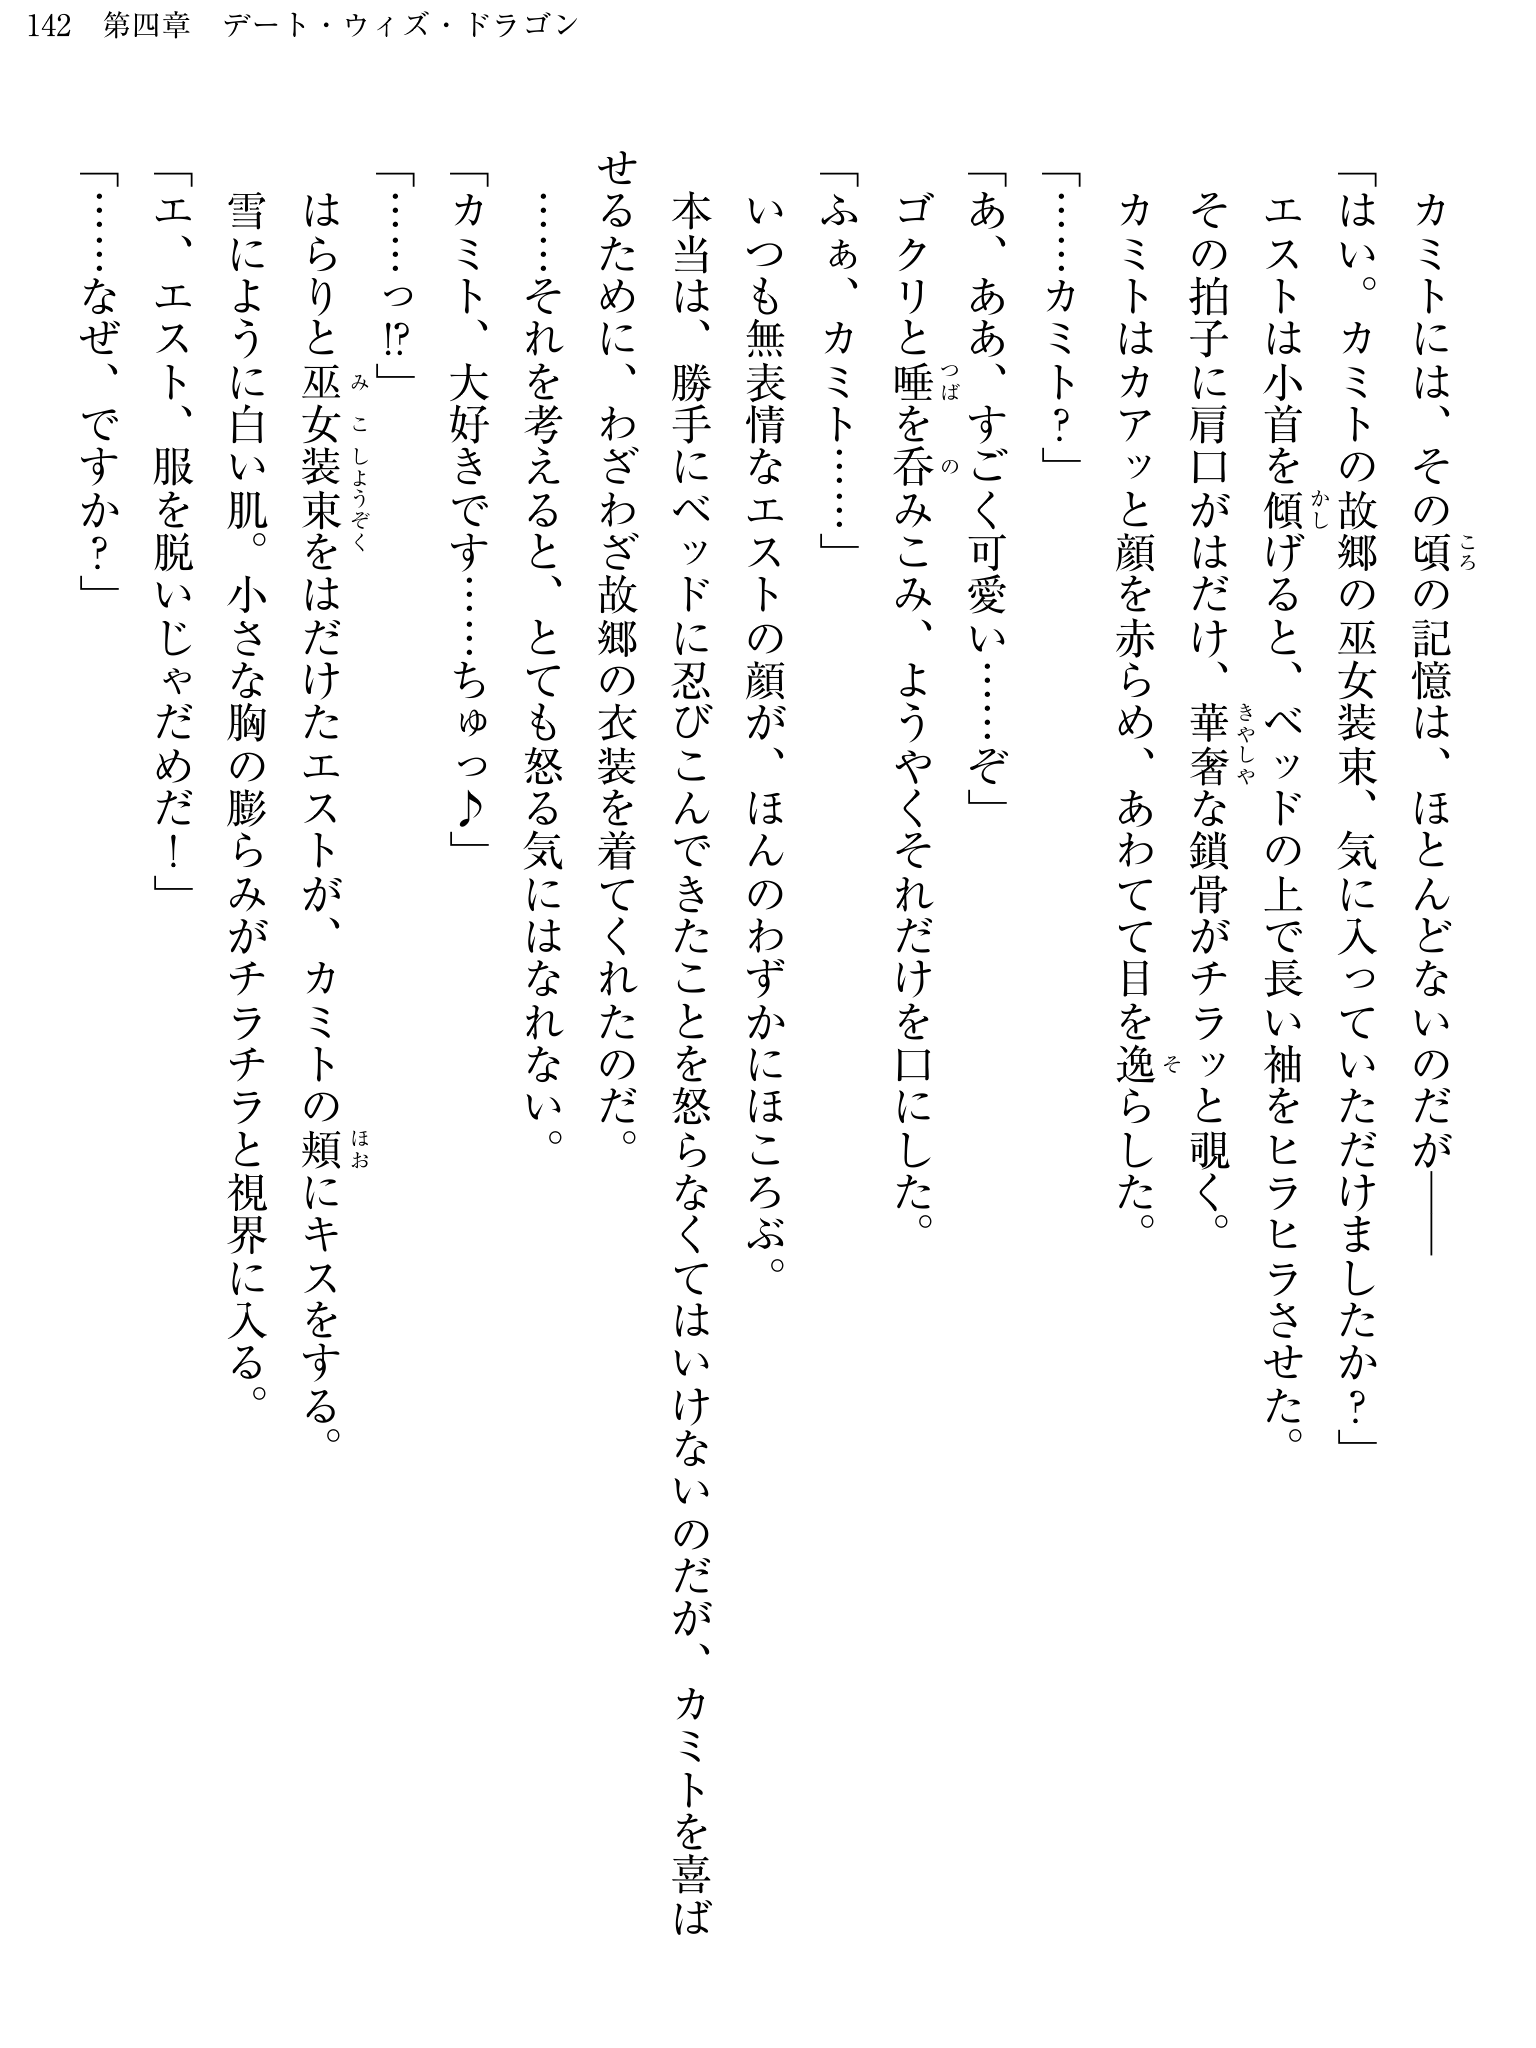 142 第四章 デート・ウィズ・ドラゴン
カミトには、その頃の記憶は、ほとんどないのだが――
「はい。カミトの故郷の巫女装束、気に入っていただけましたか？」
エストは小首を傾げると、ベッドの上で長い袖をヒラヒラさせた。
その拍子に肩口がはだけ、華奢な鎖骨がチラッと覗く。
カミトはカアッと顔を赤らめ、あわてて目を逸らした。
「……カミト？」
「あ、ああ、すごく可愛い……ぞ」
ゴクリと唾を呑みこみ、ようやくそれだけを口にした。
「ふぁ、カミト……」
いつも無表情なエストの顔が、ほんのわずかにほころぶ。
本当は、勝手にベッドに忍びこんできたことを怒らなくてはいけないのだが、カミトを喜ば
せるために、わざわざ故郷の衣装を着てくれたのだ。
……それを考えると、とても怒る気にはなれない。
「カミト、大好きです……ちゅっ♪」
「……っ!?」
はらりと巫女装束をはだけたエストが、カミトの頬にキスをする。
雪にように白い肌。小さな胸の膨らみがチラチラと視界に入る。
「エ、エスト、服を脱いじゃだめだ！」
「……なぜ、ですか？」